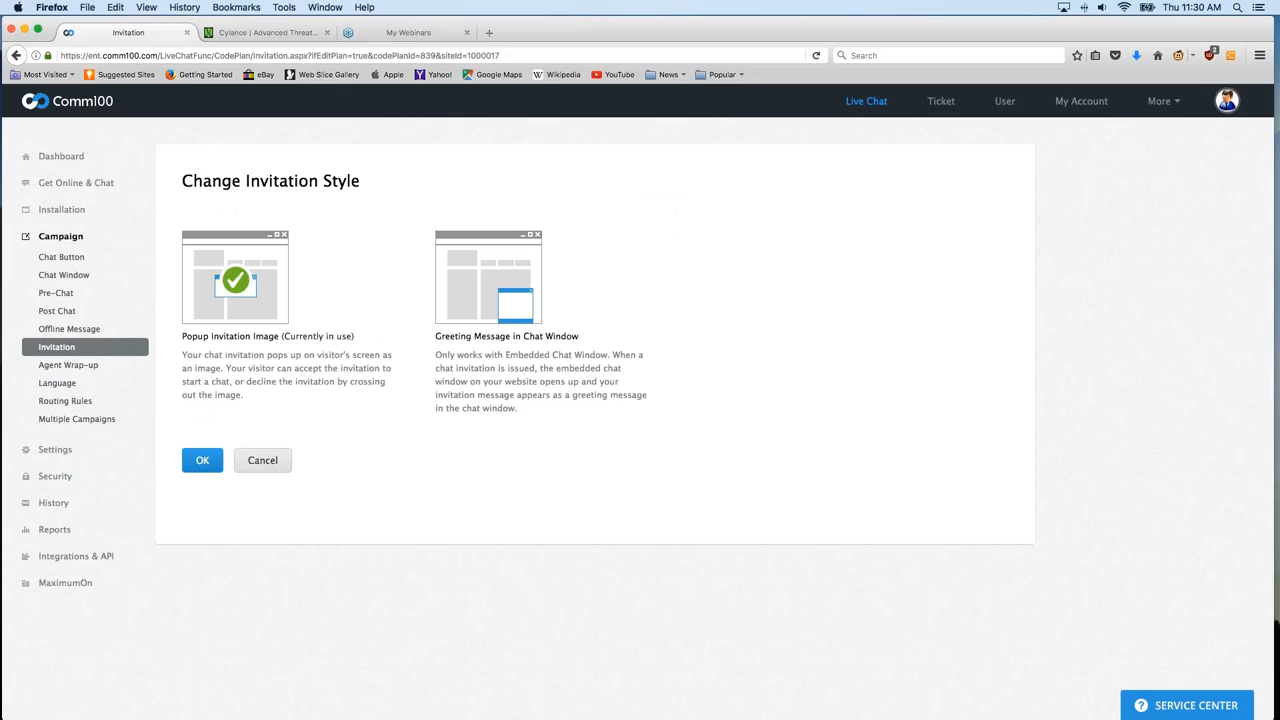 Firefox File Edit View History Bookmarks Tools Window Help Thu 11:30 AM
Invitation Cylance | Advanced Threat... My Webinars
https://ent.comm100.com/LiveChatFunc/CodePlan/Invitation.aspx?ifEditPlan=true&codePlanId=839&siteId=1000017 Search 2
Most Visited Suggested Sites Getting Started eBay Web Slice Gallery Apple Yahoo! Google Maps Wikipedia YouTube News Popular
Comm100 Live Chat Ticket User My Account More
Dashboard
Get Online & Chat
Installation
Campaign
Chat Button
Chat Window
Pre-Chat
Post Chat
Offline Message
Invitation
Agent Wrap-up
Language
Routing Rules
Multiple Campaigns
Settings
Security
History
Reports
Integrations & API
MaximumOn
Change Invitation Style
Popup Invitation Image (Currently in use)
Your chat invitation pops up on visitor's screen as
an image. Your visitor can accept the invitation to
start a chat, or decline the invitation by crossing
out the image.
Greeting Message in Chat Window
Only works with Embedded Chat Window. When a
chat invitation is issued, the embedded chat
window on your website opens up and your
invitation message appears as a greeting message
in the chat window.
OK Cancel
? SERVICE CENTER